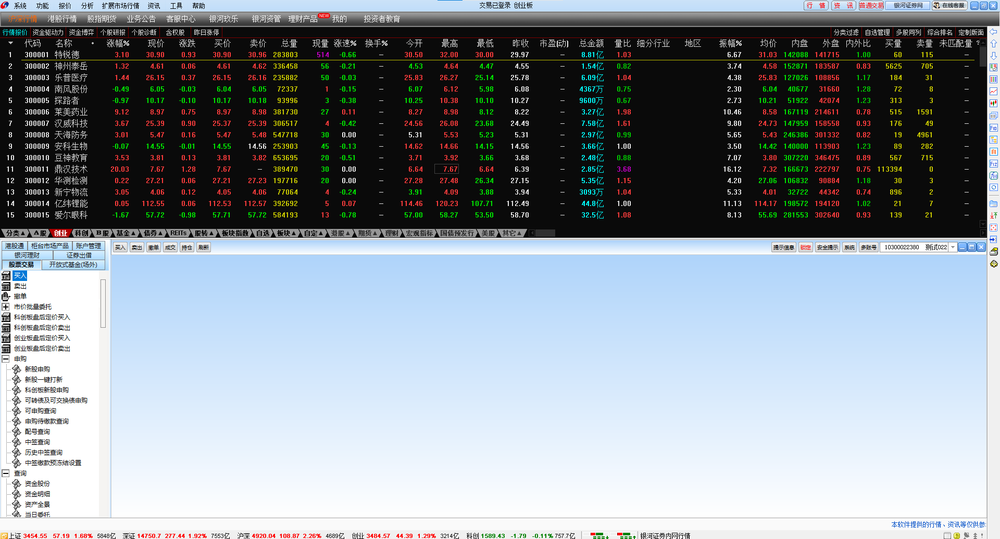 系统 功能 报价 分析 扩展市场行情 资讯 工具 帮助 交易已登录 创业板 行 情 资 讯 普通交易 银河证券网 在线客服
沪深行情 港股行情 股指期货 业务公告 客服中心 银河玖乐 银河资管 理财产品 NEW 我的 投资者教育
行情报价 资金驱动力 资金博弈 个股研报 个股诊断 含权股 昨日涨停 分类过滤 自选管理 多股同列 综合排名 定制版面
代码 名称 涨幅% 现价 涨跌 买价 卖价 总量 现量 涨速% 换手% 今开 最高 最低 昨收 市盈(动) 总金额 量比 细分行业 地区 振幅% 均价 内盘 外盘 内外比 买量 卖量 未匹配量 ?
1 300001 特锐德 3.10 30.90 0.93 30.90 30.96 283803 514 -0.66 – 30.50 32.00 30.00 29.97 – 8.81亿 1.03 6.67 31.03 142088 141715 1.00 60 115 –
2 300002 神州泰岳 1.32 4.61 0.06 4.61 4.62 336458 56 -0.21 – 4.53 4.64 4.47 4.55 – 1.54亿 0.82 3.74 4.58 152871 183587 0.83 5625 705 –
3 300003 乐普医疗 1.44 26.15 0.37 26.15 26.16 235882 50 -0.03 – 25.83 26.27 25.14 25.78 – 6.09亿 1.04 4.38 25.83 127026 108856 1.17 184 31 –
4 300004 南风股份 -0.49 6.05 -0.03 6.04 6.05 72337 1 -0.15 – 6.07 6.12 5.98 6.08 – 4367万 0.75 2.30 6.04 40677 31660 1.28 72 8 –
5 300005 探路者 -0.97 10.17 -0.10 10.17 10.18 93996 3 -0.38 – 10.25 10.38 10.10 10.27 – 9600万 0.67 2.73 10.21 51922 42074 1.23 313 3 –
6 300006 莱美药业 9.12 8.97 0.75 8.97 8.98 381730 27 0.11 – 8.27 8.98 8.12 8.22 – 3.27亿 1.98 10.46 8.58 167119 214611 0.78 515 1591 –
7 300007 汉威科技 3.67 25.39 0.90 25.37 25.39 306517 4 -0.42 – 24.56 26.08 23.68 24.49 – 7.58亿 1.61 9.80 24.73 147959 158558 0.93 176 49 –
8 300008 天海防务 3.01 5.47 0.16 5.47 5.48 547718 30 0.00 – 5.31 5.53 5.23 5.31 – 2.97亿 0.99 5.65 5.43 246386 301332 0.82 19 4961 –
9 300009 安科生物 -0.07 14.55 -0.01 14.55 14.56 253903 45 -0.13 – 14.62 14.66 14.15 14.56 – 3.66亿 1.00 3.50 14.42 140000 113903 1.23 89 282 –
10 300010 豆神教育 3.53 3.81 0.13 3.81 3.82 653695 20 -0.51 – 3.71 3.92 3.66 3.68 – 2.48亿 0.88 7.07 3.80 307220 346475 0.89 567 715 –
11 300011 鼎汉技术 20.03 7.67 1.28 7.67 – 389470 30 0.00 – 6.64 7.67 6.64 6.39 – 2.85亿 3.68 16.12 7.32 166673 222797 0.75 113394 0 –
12 300012 华测检测 0.22 27.21 0.06 27.21 27.23 197716 20 0.00 – 27.28 27.48 26.34 27.15 – 5.35亿 1.15 4.20 27.06 106832 90884 1.18 30 3 –
13 300013 新宁物流 3.05 4.06 0.12 4.05 4.06 77064 4 -0.24 – 3.91 4.09 3.88 3.94 – 3093万 1.04 5.33 4.01 32722 44342 0.74 896 2 –
14 300014 亿纬锂能 0.05 112.55 0.06 112.53 112.57 392692 5 0.07 – 114.46 120.23 107.71 112.49 – 44.8亿 1.00 11.13 114.17 198572 194120 1.02 21 7 –
15 300015 爱尔眼科 -1.67 57.72 -0.98 57.71 57.72 584193 13 -0.78 – 57.00 58.27 53.50 58.70 – 32.5亿 1.08 8.13 55.69 281553 302640 0.93 139 21 –
分类▲ A股 创业 科创 B股 基金▲ 债券▲ REITs 股转▲ 板块指数 自选 板块▲ 自定▲ 港股▲ 期货▲ 理财 宏观指标 国债预发行 美股 其它▲
港股通 柜台市场产品 账户管理 买入 卖出 撤单 成交 持仓 刷新 提示信息 锁定 安全提示 系统 多账号 10300022380 测试022
银河理财 证券出借
股票交易 开放式基金(场外)
买入
卖出
撤单
市价批量委托
科创板盘后定价买入
科创板盘后定价卖出
创业板盘后定价买入
创业板盘后定价卖出
申购
新股申购
新股一键打新
科创板新股申购
可转债及可交换债申购
可申购查询
申购待缴款查询
配号查询
中签查询
历史中签查询
中签缴款预冻结设置
查询
资金股份
资金明细
资产全景
当日委托
本软件提供的行情、资讯等仅供参
上证 3454.55 57.19 1.68% 5848亿 深证 14750.7 277.44 1.92% 7553亿 沪深 4920.04 108.87 2.26% 4689亿 创业 3484.57 44.39 1.29% 3214亿 科创 1589.43 -1.79 -0.11% 757.7亿 银河证券内网行情